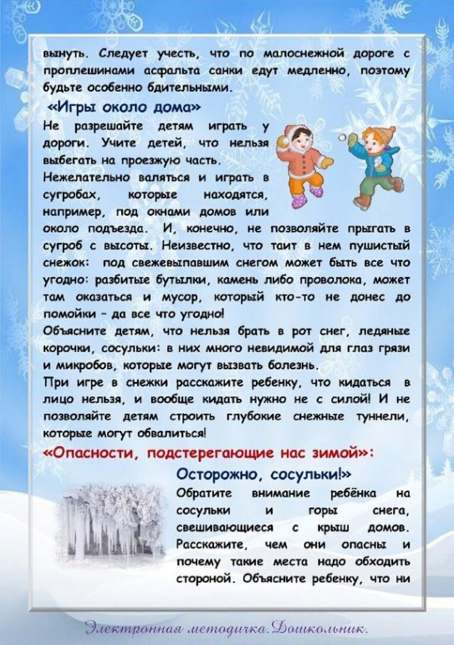 вынуть. Следует учесть, что по малоснежной дороге с
проплешинами асфальта санки едут медленно, поэтому
будьте особенно бдительными.
«Игры около дома»
Не разрешайте детям играть у
дороги. Учите детей, что нельзя
выбегать на проезжую часть.
Нежелательно валяться и играть в
сугробах, которые находятся,
например, под окнами домов или
около подъезда. И, конечно, не позволяйте прыгать в
сугроб с высоты. Неизвестно, что таит в нем пушистый
снежок: под свежевыпавшим снегом может быть все что
угодно: разбитые бутылки, камень либо проволока, может
там оказаться и мусор, который кто-то не донес до
помойки – да все что угодно!
Объясните детям, что нельзя брать в рот снег, ледяные
корочки, сосульки: в них много невидимой для глаз грязи
и микробов, которые могут вызвать болезнь.
При игре в снежки расскажите ребенку, что кидаться в
лицо нельзя, и вообще кидать нужно не с силой! И не
позволяйте детям строить глубокие снежные туннели,
которые могут обвалиться!
«Опасности, подстерегающие нас зимой»:
Осторожно, сосульки!»
Обратите внимание ребёнка на
сосульки и горы снега,
свешивающиеся с крыш домов.
Расскажите, чем они опасны и
почему такие места надо обходить
стороной. Объясните ребенку, что ни
Электронная методичка.Дошкольник.